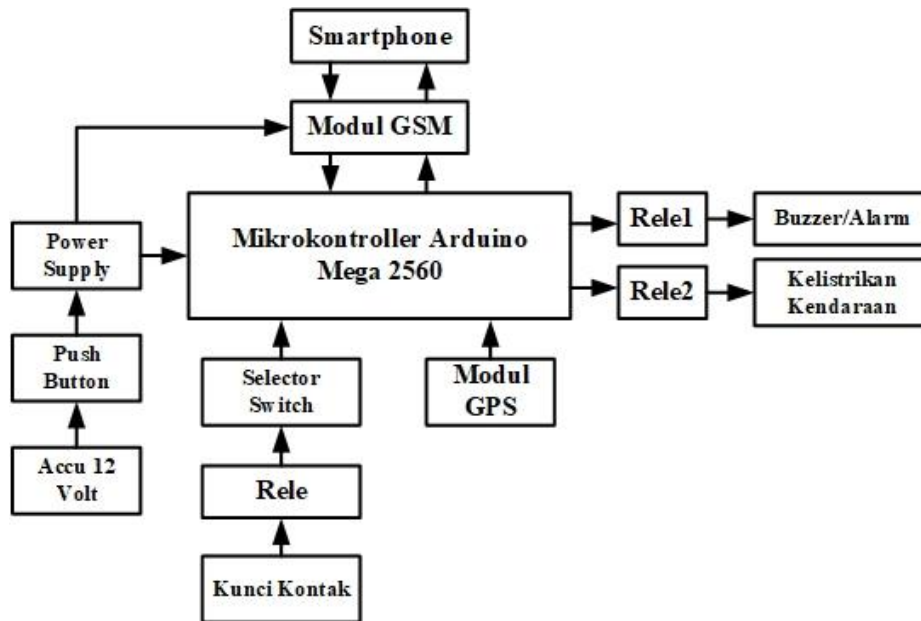 Smartphone
Modul GSM
Mikrokontroller Arduino
Mega 2560
Rele1
Buzzer/Alarm
Power
Supply
Rele2
Kelistrikan
Kendaraan
Push
Button
Selector
Switch
Modul
GPS
Accu 12
Volt
Rele
Kunci Kontak